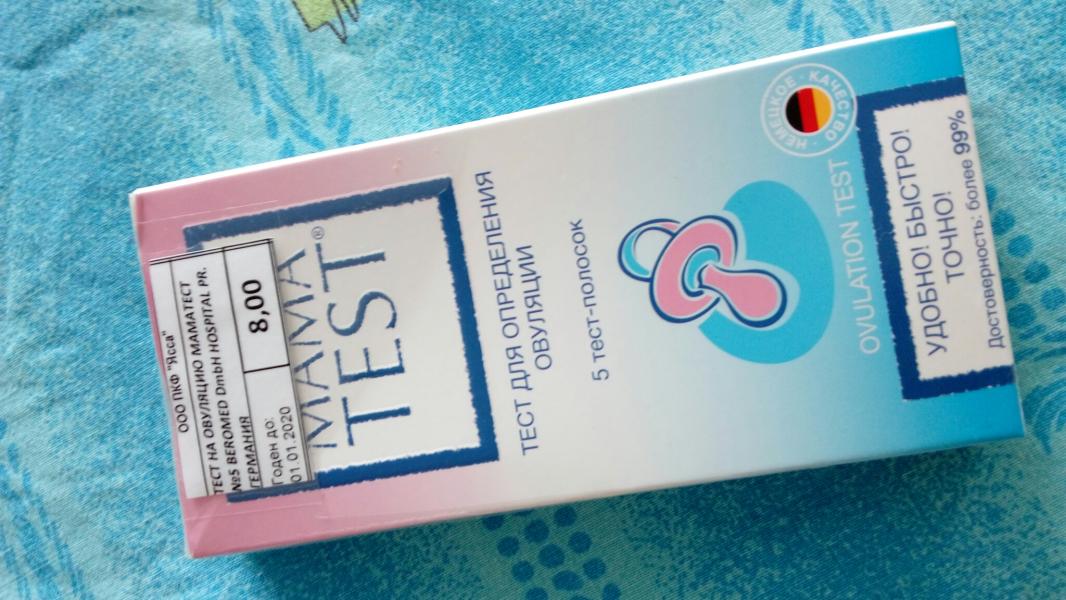 ООО ПКФ "Ясса"
ТЕСТ НА ОВУЛЯЦИЮ МАМАТЕСТ
№5 BEROMED DmbH HOSPITAL PR.
ГЕРМАНИЯ
8,00
Годен до:
01.01.2020
MAMA
TEST®
ТЕСТ ДЛЯ ОПРЕДЕЛЕНИЯ
ОВУЛЯЦИИ
5 тест-полосок
НЕМЕЦКОЕ · КАЧЕСТВО ·
OVULATION TEST
УДОБНО! БЫСТРО!
ТОЧНО!
Достоверность: более 99%